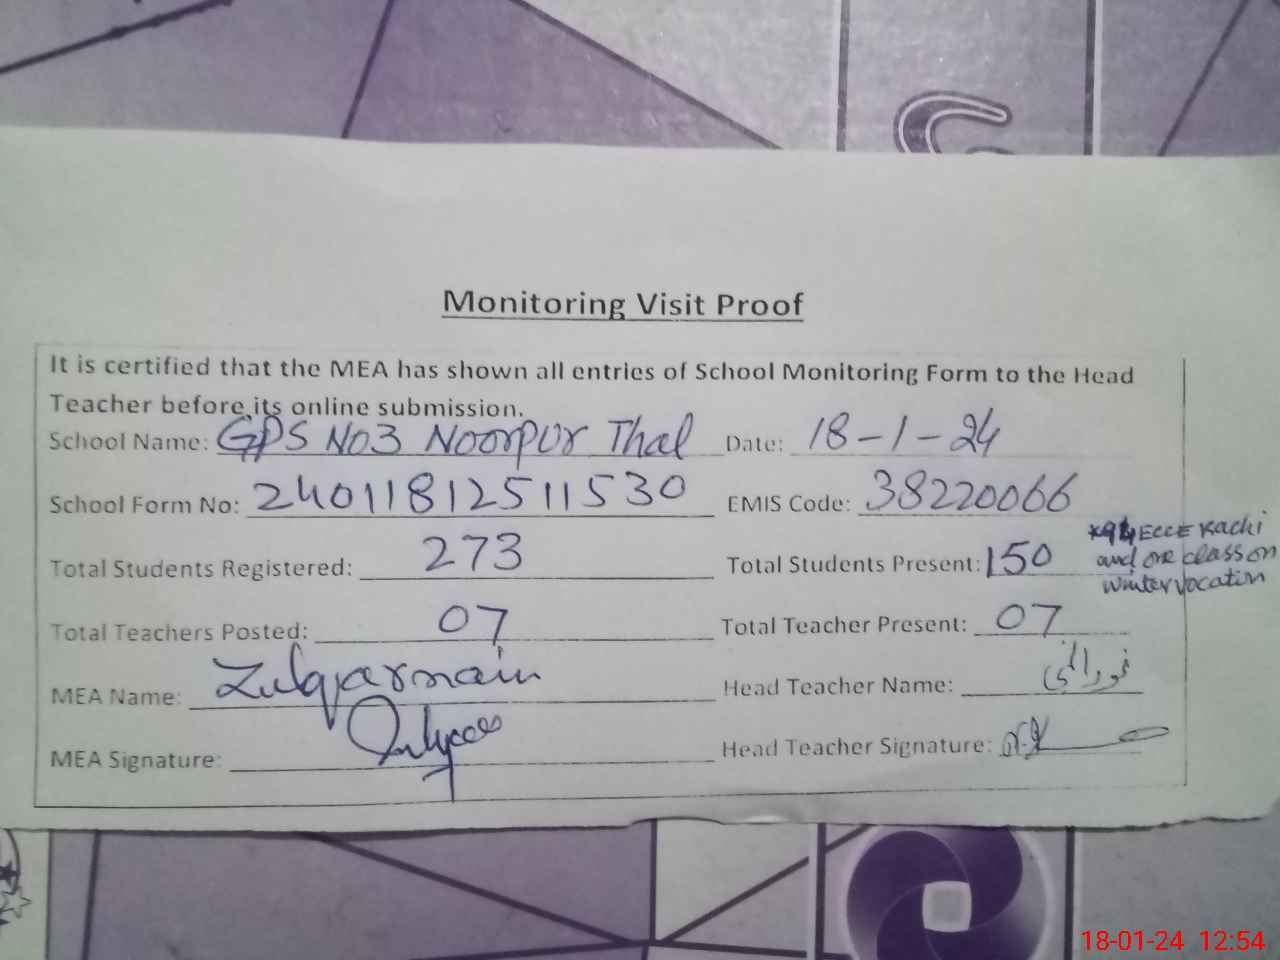 Monitoring Visit Proof
It is certified that the MEA has shown all entries of School Monitoring Form to the Head
Teacher before its online submission.
School Name: GPS No3 Noorpur Thal Date: 18-1-24
School Form No: 24011812511530 EMIS Code: 38220066
Total Students Registered: 273 Total Students Present: 150
ECCE Kachi
and one class on
winter vocation
Total Teachers Posted: 07 Total Teacher Present: 07
MEA Name: Zulqarnain Head Teacher Name:
MEA Signature: Head Teacher Signature:
18-01-24 12:54